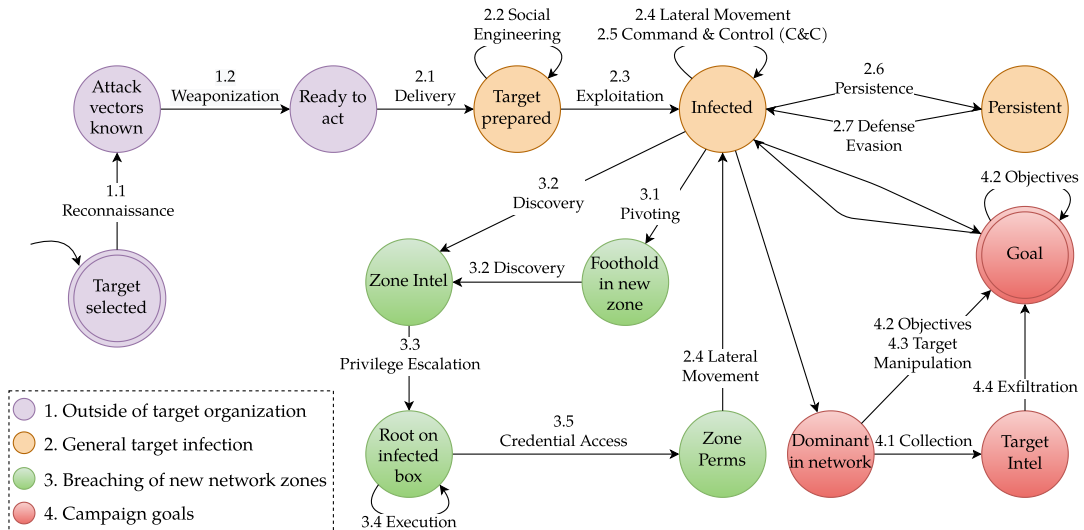 2.2 Social
Engineering
2.4 Lateral Movement
2.5 Command & Control (C&C)
Attack
vectors
known
1.2
Weaponization
Ready to
act
2.1
Delivery
Target
prepared
2.3
Exploitation
Infected
2.6
Persistence
2.7 Defense
Evasion
Persistent
1.1
Reconnaissance
3.2
Discovery
3.1
Pivoting
4.2 Objectives
Target
selected
Zone Intel
3.2 Discovery
Foothold
in new
zone
Goal
3.3
Privilege Escalation
2.4 Lateral
Movement
4.2 Objectives
4.3 Target
Manipulation
4.4 Exfiltration
Root on
infected
box
3.5
Credential Access
Zone
Perms
Dominant
in network
4.1 Collection
Target
Intel
3.4 Execution
1. Outside of target organization
2. General target infection
3. Breaching of new network zones
4. Campaign goals